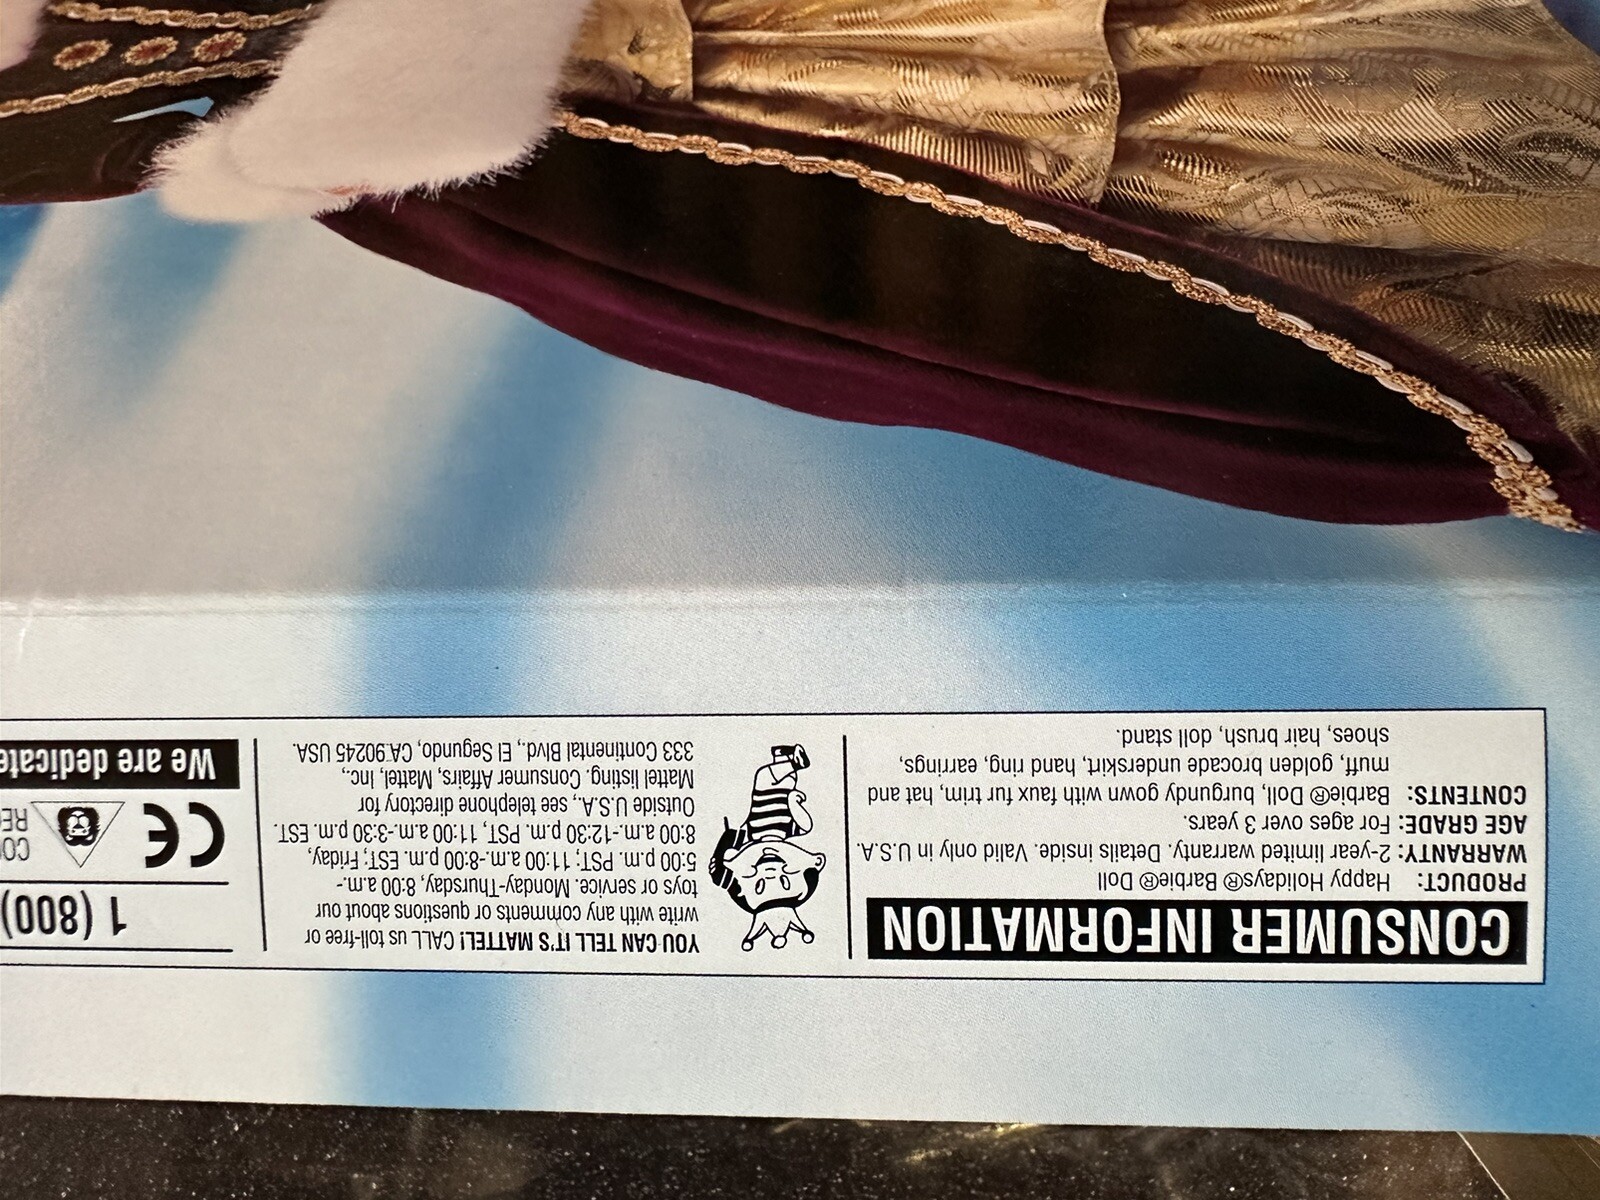 CONSUMER INFORMATION
PRODUCT: Happy Holidays® Barbie® Doll
WARRANTY: 2-year limited warranty. Details inside. Valid only in U.S.A.
AGE GRADE: For ages over 3 years.
CONTENTS: Barbie® Doll, burgundy gown with faux fur trim, hat and
muff, golden brocade underskirt, hand ring, earrings,
shoes, hair brush, doll stand.
YOU CAN TELL IT'S MATTEL! CALL us toll-free or
write with any comments or questions about our
toys or service. Monday-Thursday, 8:00 a.m.-
5:00 p.m. PST; 11:00 a.m.-8:00 p.m. EST; Friday,
8:00 a.m.-12:30 p.m. PST, 11:00 a.m.-3:30 p.m. EST.
Outside U.S.A., see telephone directory for
Mattel listing. Consumer Affairs, Mattel, Inc.,
333 Continental Blvd., El Segundo, CA 90245 USA.
1 (800)
CE
We are